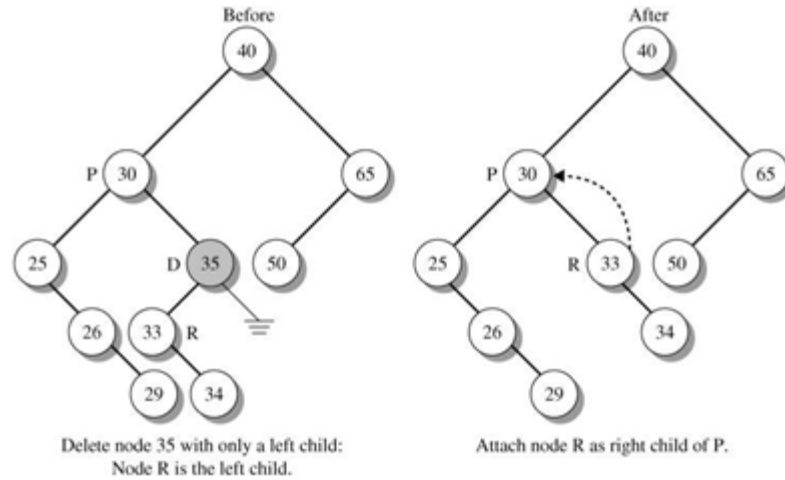 Before
40
P 30
65
25
D 35
50
26
33 R
29
34
Delete node 35 with only a left child:
Node R is the left child.
After
40
P 30
65
25
R 33
50
26
34
29
Attach node R as right child of P.